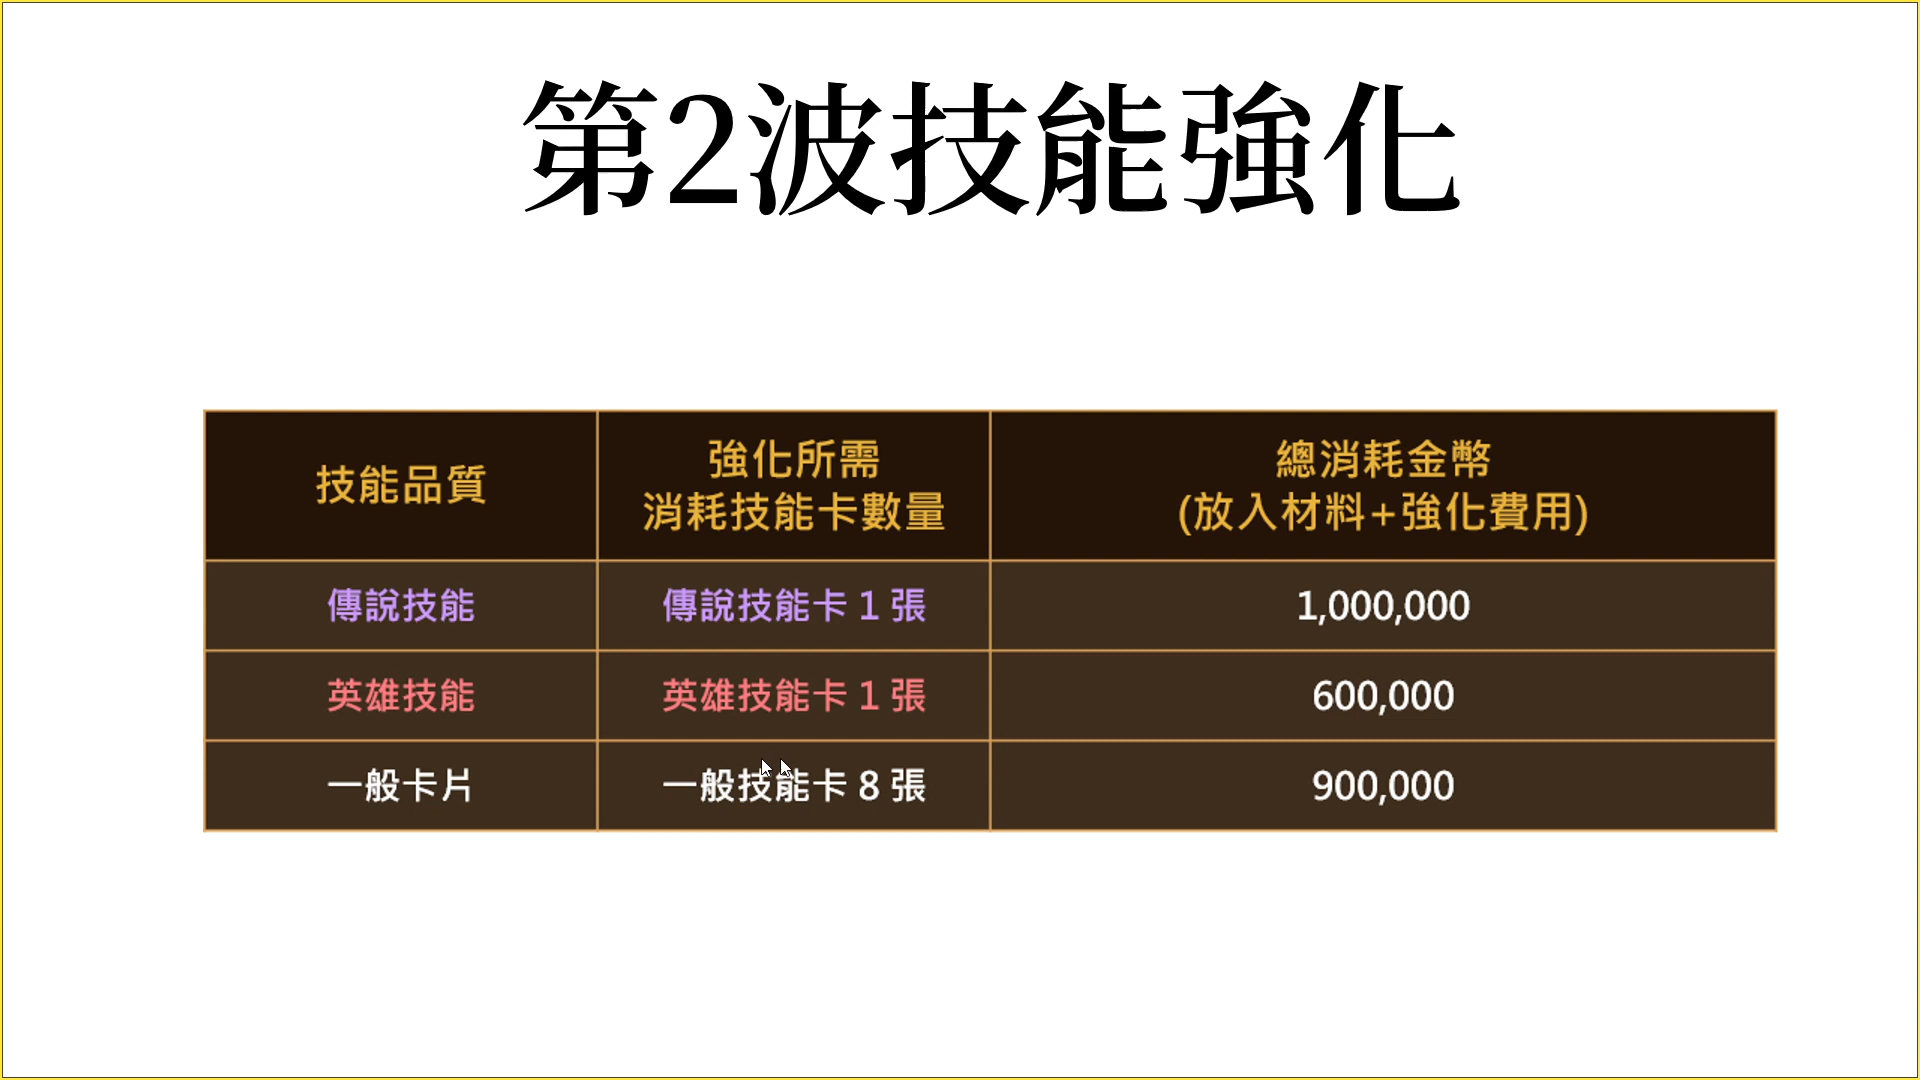 第2波技能強化
技能品質
強化所需
消耗技能卡數量
總消耗金幣
(放入材料+強化費用)
傳說技能
傳說技能卡 1 張
1,000,000
英雄技能
英雄技能卡 1 張
600,000
一般卡片
一般技能卡 8 張
900,000